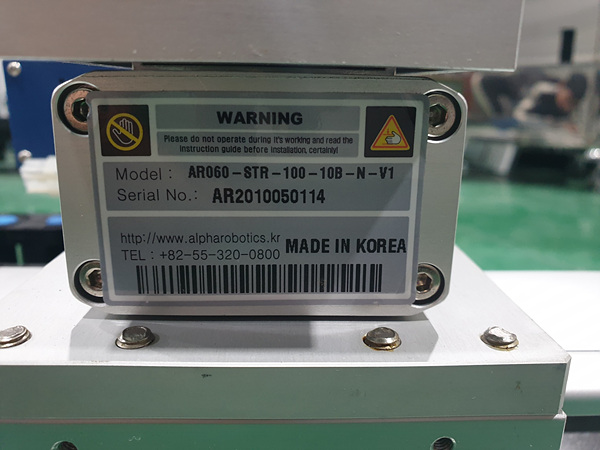 WARNING
Please do not operate during it's working and read the
instruction guide before installation, certainly!
Model : AR060-STR-100-10B-N-V1
Serial No.: AR2010050114
http://www.alpharobotics.kr
MADE IN KOREA
TEL : +82-55-320-0800